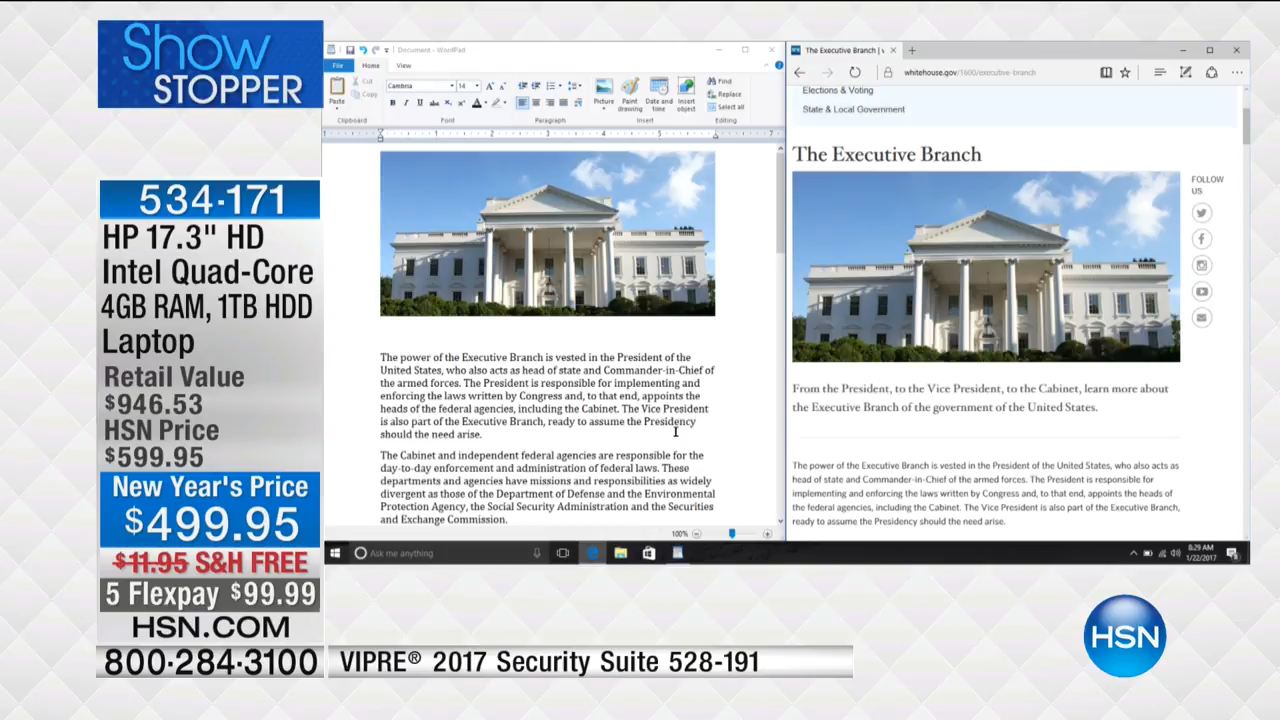 Show
STOPPER
534-171
HP 17.3" HD
Intel Quad-Core
4GB RAM, 1TB HDD
Laptop
Retail Value
$946.53
HSN Price
$599.95
New Year's Price
$499.95
$11.95 S&H FREE
5 Flexpay $99.99
HSN.COM
800-284-3100
VIPRE® 2017 Security Suite 528-191
HSN
Document - WordPad
File Home View
Paste
Cut
Copy
Clipboard
Cambria 14
Font
Paragraph
Picture
Paint drawing
Date and time
Insert object
Insert
Find
Replace
Select all
Editing
1 1 2 3 4 5 6 7
The power of the Executive Branch is vested in the President of the
United States, who also acts as head of state and Commander-in-Chief of
the armed forces. The President is responsible for implementing and
enforcing the laws written by Congress and, to that end, appoints the
heads of the federal agencies, including the Cabinet. The Vice President
is also part of the Executive Branch, ready to assume the Presidency
should the need arise.
The Cabinet and independent federal agencies are responsible for the
day-to-day enforcement and administration of federal laws. These
departments and agencies have missions and responsibilities as widely
divergent as those of the Department of Defense and the Environmental
Protection Agency, the Social Security Administration and the Securities
and Exchange Commission.
100%
The Executive Branch | w
whitehouse.gov/1600/executive-branch
Elections & Voting
State & Local Government
The Executive Branch
FOLLOW
US
From the President, to the Vice President, to the Cabinet, learn more about
the Executive Branch of the government of the United States.
The power of the Executive Branch is vested in the President of the United States, who also acts as
head of state and Commander-in-Chief of the armed forces. The President is responsible for
implementing and enforcing the laws written by Congress and, to that end, appoints the heads of
the federal agencies, including the Cabinet. The Vice President is also part of the Executive Branch,
ready to assume the Presidency should the need arise.
Ask me anything
8:29 AM
1/22/2017